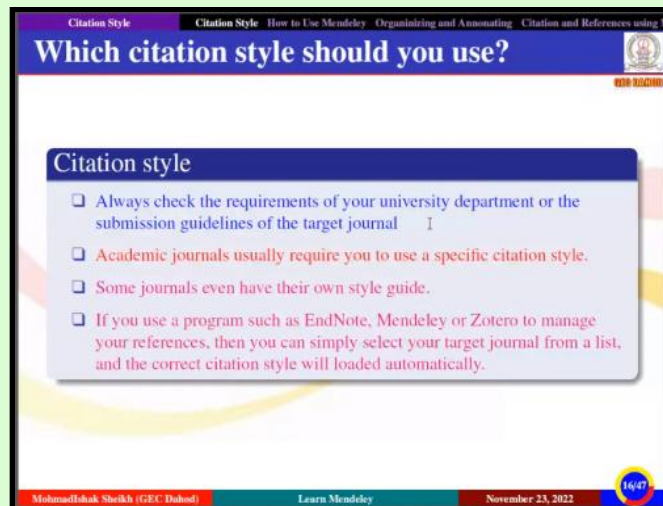 Citation Style
Citation Style How to Use Mendeley Organinizing and Annonating Citation and References using
Which citation style should you use?
GEC DAHOD
Citation style
Always check the requirements of your university department or the
submission guidelines of the target journal
Academic journals usually require you to use a specific citation style.
Some journals even have their own style guide.
If you use a program such as EndNote, Mendeley or Zotero to manage
your references, then you can simply select your target journal from a list,
and the correct citation style will loaded automatically.
16/47
MohmadIshak Sheikh (GEC Dahod) Learn Mendeley November 23, 2022